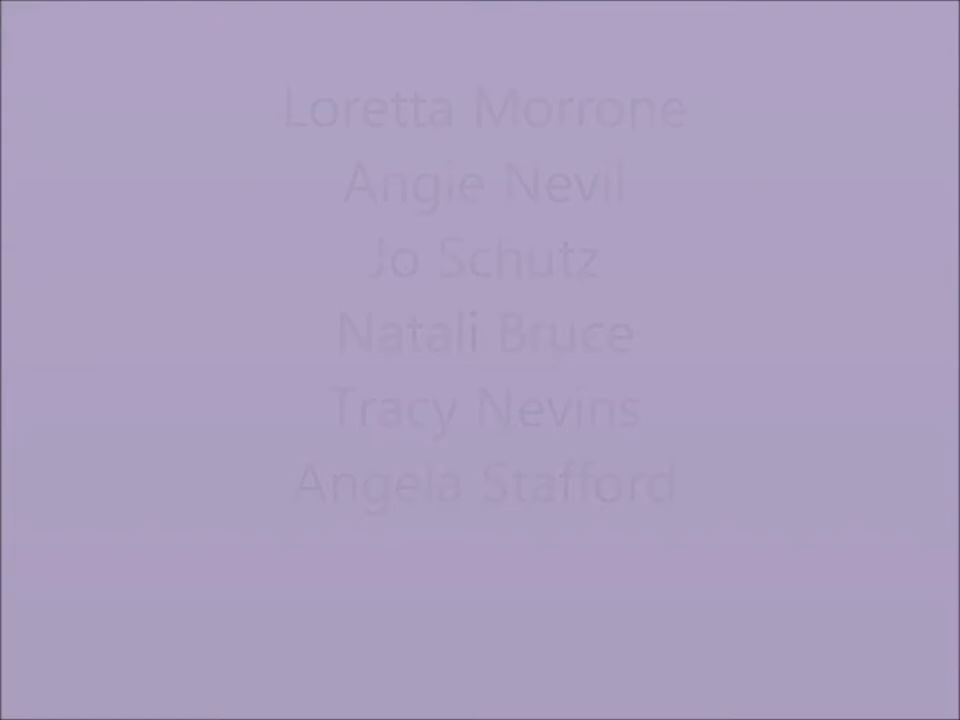 Loretta Morrone
Angie Nevil
Jo Schutz
Natali Bruce
Tracy Nevins
Angela Stafford